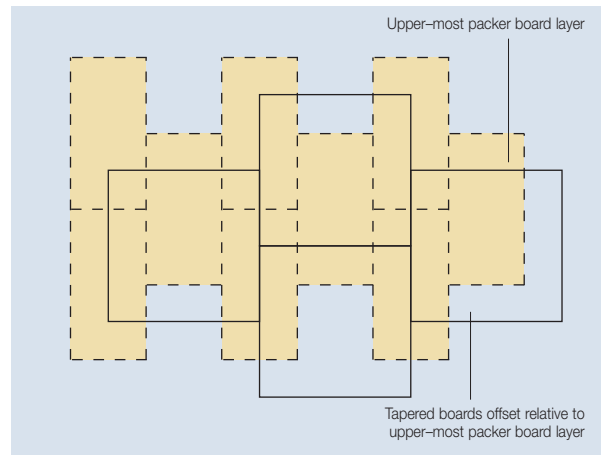 Upper–most packer board layer
Tapered boards offset relative to
upper–most packer board layer